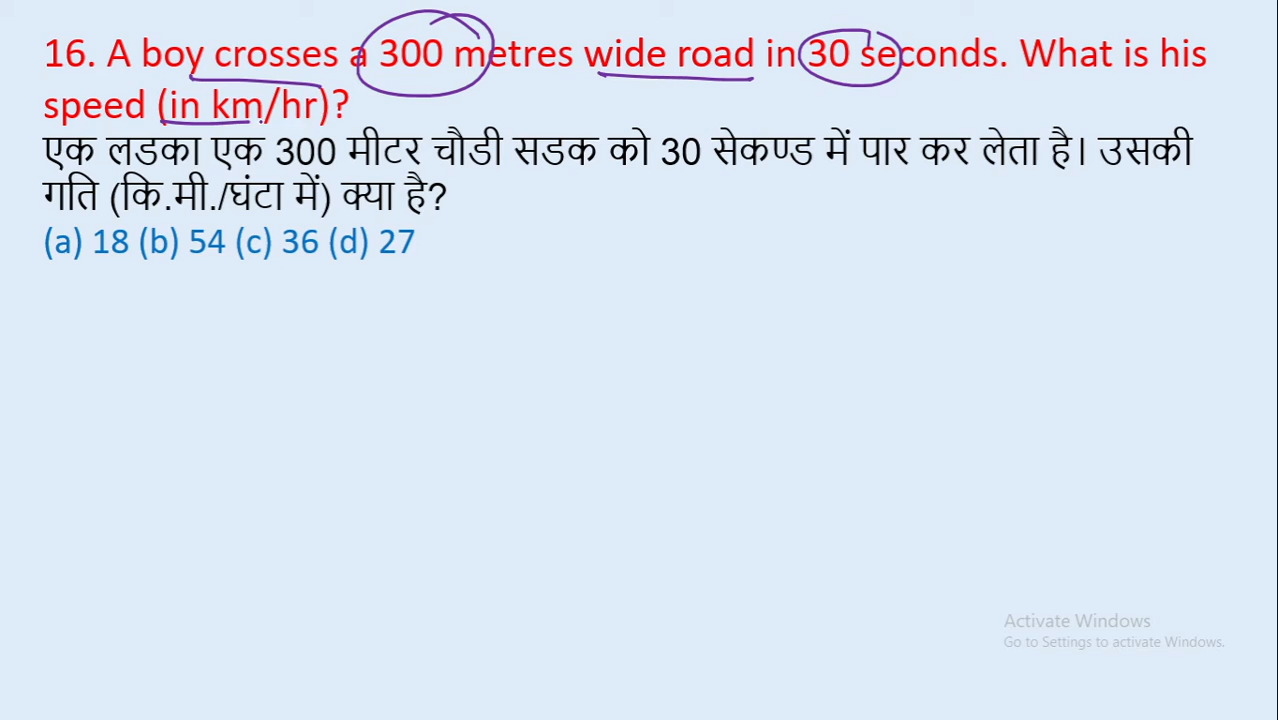 16. A boy crosses a 300 metres wide road in 30 seconds. What is his
speed (in km/hr)?
एक लडका एक 300 मीटर चौडी सडक को 30 सेकण्ड में पार कर लेता है। उसकी
गति (कि.मी./घंटा में) क्या है?
(a) 18 (b) 54 (c) 36 (d) 27
Activate Windows
Go to Settings to activate Windows.